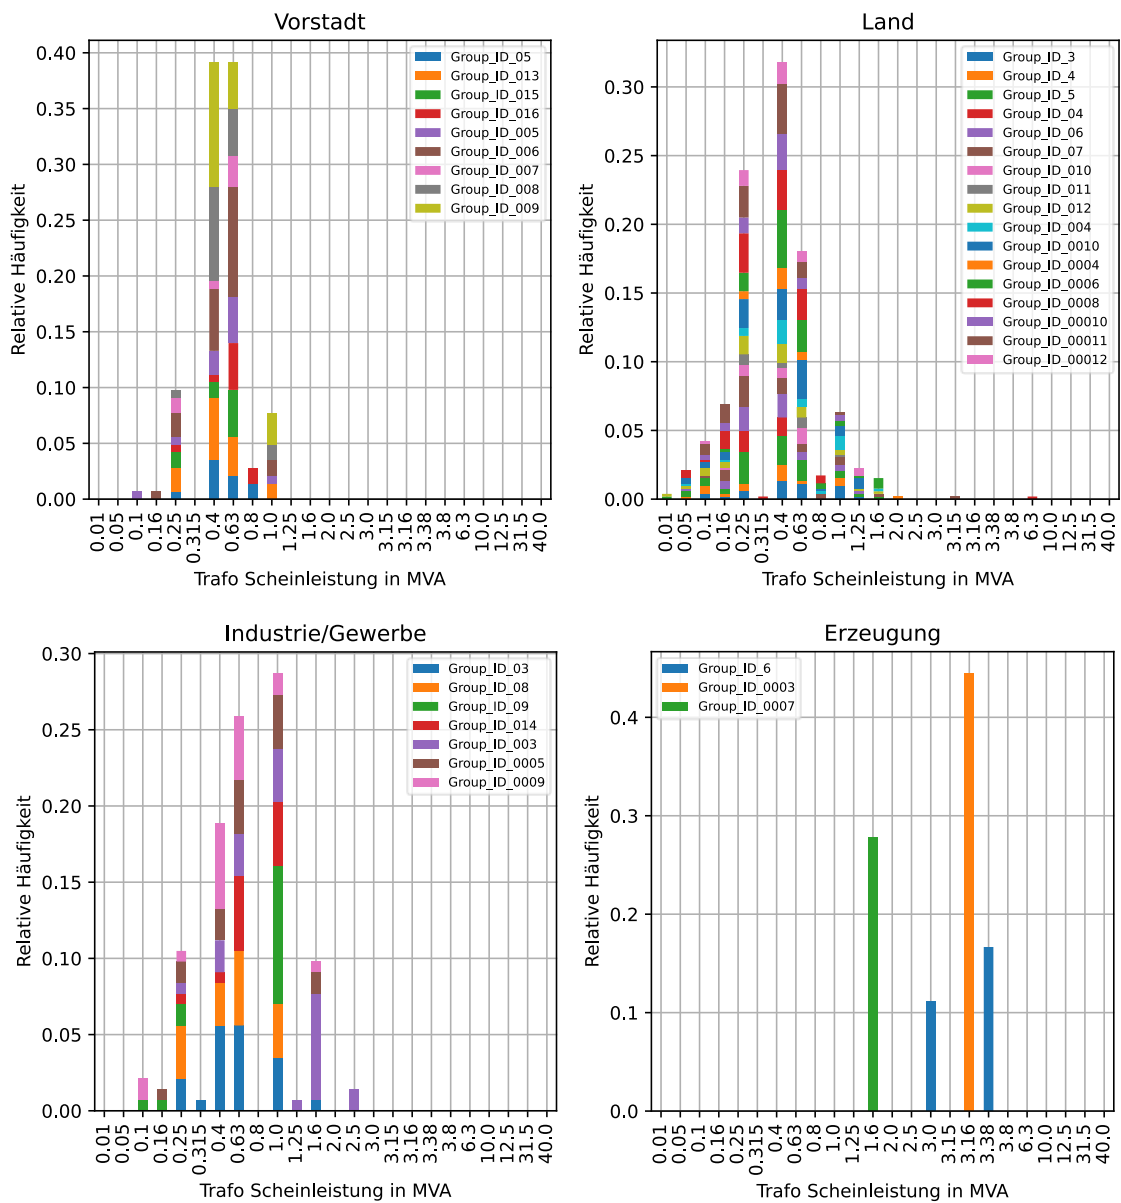 Vorstadt
Relative Häufigkeit
0.40
0.35
0.30
0.25
0.20
0.15
0.10
0.05
0.00
Group_ID_05
Group_ID_013
Group_ID_015
Group_ID_016
Group_ID_005
Group_ID_006
Group_ID_007
Group_ID_008
Group_ID_009
0.01 0.05 0.1 0.16 0.25 0.315 0.4 0.63 0.8 1.0 1.25 1.6 2.0 2.5 3.0 3.15 3.16 3.38 3.8 6.3 10.0 12.5 31.5 40.0
Trafo Scheinleistung in MVA
Land
Relative Häufigkeit
0.30
0.25
0.20
0.15
0.10
0.05
0.00
Group_ID_3
Group_ID_4
Group_ID_5
Group_ID_04
Group_ID_06
Group_ID_07
Group_ID_010
Group_ID_011
Group_ID_012
Group_ID_004
Group_ID_0010
Group_ID_0004
Group_ID_0006
Group_ID_0008
Group_ID_00010
Group_ID_00011
Group_ID_00012
0.01 0.05 0.1 0.16 0.25 0.315 0.4 0.63 0.8 1.0 1.25 1.6 2.0 2.5 3.0 3.15 3.16 3.38 3.8 6.3 10.0 12.5 31.5 40.0
Trafo Scheinleistung in MVA
Industrie/Gewerbe
Relative Häufigkeit
0.30
0.25
0.20
0.15
0.10
0.05
0.00
Group_ID_03
Group_ID_08
Group_ID_09
Group_ID_014
Group_ID_003
Group_ID_0005
Group_ID_0009
0.01 0.05 0.1 0.16 0.25 0.315 0.4 0.63 0.8 1.0 1.25 1.6 2.0 2.5 3.0 3.15 3.16 3.38 3.8 6.3 10.0 12.5 31.5 40.0
Trafo Scheinleistung in MVA
Erzeugung
Relative Häufigkeit
0.4
0.3
0.2
0.1
0.0
Group_ID_6
Group_ID_0003
Group_ID_0007
0.01 0.05 0.1 0.16 0.25 0.315 0.4 0.63 0.8 1.0 1.25 1.6 2.0 2.5 3.0 3.15 3.16 3.38 3.8 6.3 10.0 12.5 31.5 40.0
Trafo Scheinleistung in MVA